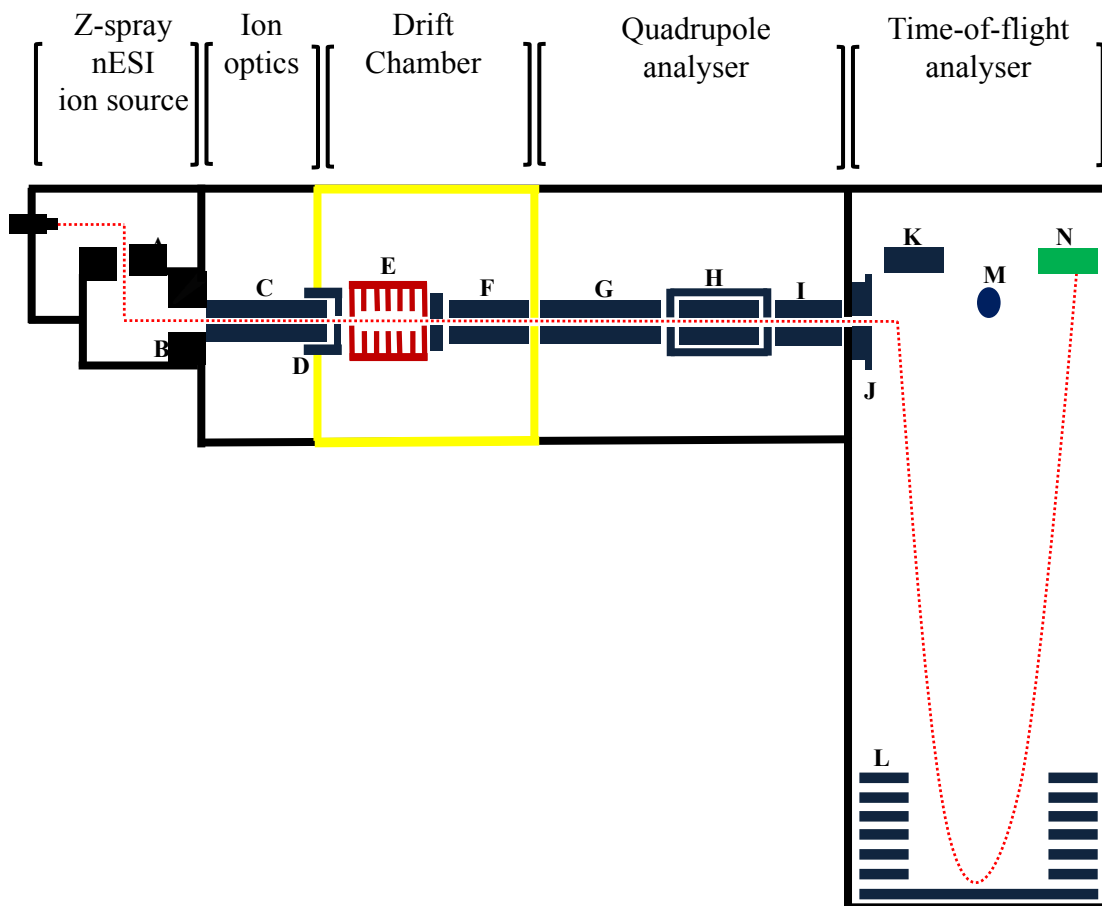 Z-spray
nESI
ion source
Ion
optics
Drift
Chamber
Quadrupole
analyser
Time-of-flight
analyser
K
N
M
E
C
F
G
H
I
B
D
J
L